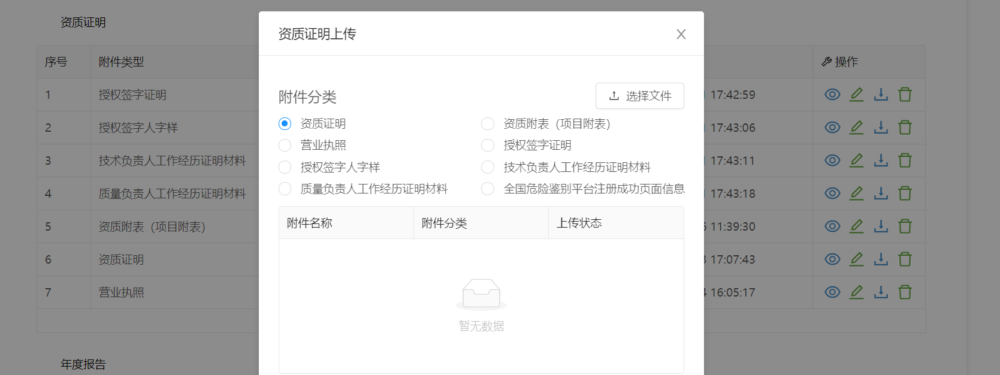 资质证明
序号 附件类型 操作
1 授权签字证明 17:42:59
2 授权签字人字样 17:43:06
3 技术负责人工作经历证明材料 17:43:11
4 质量负责人工作经历证明材料 17:43:18
5 资质附表（项目附表） 11:39:30
6 资质证明 17:07:43
7 营业执照 16:05:17
年度报告
资质证明上传
附件分类 选择文件
资质证明 资质附表（项目附表）
营业执照 授权签字证明
授权签字人字样 技术负责人工作经历证明材料
质量负责人工作经历证明材料 全国危险鉴别平台注册成功页面信息
附件名称 附件分类 上传状态
暂无数据